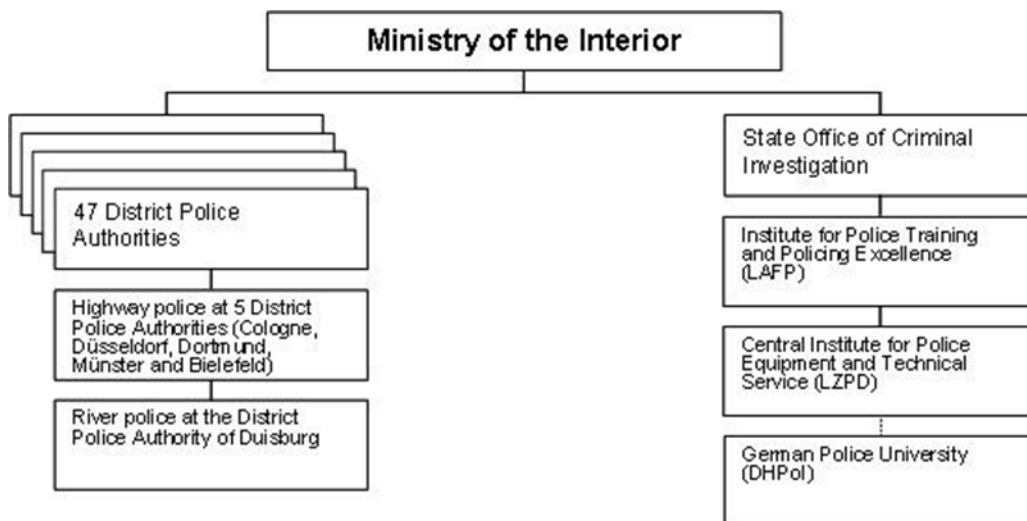 Ministry of the Interior
47 District Police
Authorities
Highway police at 5 District
Police Authorities (Cologne,
Düsseldorf, Dortmund,
Münster and Bielefeld)
River police at the District
Police Authority of Duisburg
State Office of Criminal
Investigation
Institute for Police Training
and Policing Excellence
(LAFP)
Central Institute for Police
Equipment and Technical
Service (LZPD)
German Police University
(DHPol)